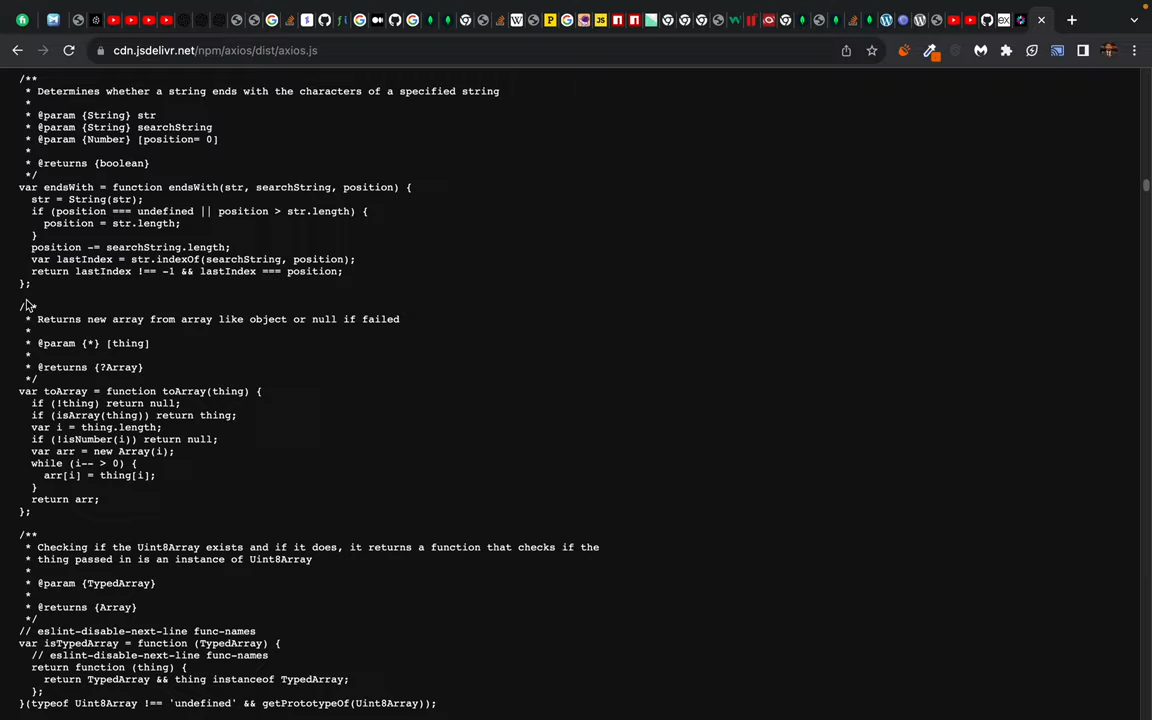 cdn.jsdelivr.net/npm/axios/dist/axios.js
/**
* Determines whether a string ends with the characters of a specified string
*
* @param {String} str
* @param {String} searchString
* @param {Number} [position= 0]
*
* @returns {boolean}
*/
var endsWith = function endsWith(str, searchString, position) {
str = String(str);
if (position === undefined || position > str.length) {
position = str.length;
}
position -= searchString.length;
var lastIndex = str.indexOf(searchString, position);
return lastIndex !== -1 && lastIndex === position;
};
/**
* Returns new array from array like object or null if failed
*
* @param {*} [thing]
*
* @returns {?Array}
*/
var toArray = function toArray(thing) {
if (!thing) return null;
if (isArray(thing)) return thing;
var i = thing.length;
if (!isNumber(i)) return null;
var arr = new Array(i);
while (i-- > 0) {
arr[i] = thing[i];
}
return arr;
};
/**
* Checking if the Uint8Array exists and if it does, it returns a function that checks if the
* thing passed in is an instance of Uint8Array
*
* @param {TypedArray}
*
* @returns {Array}
*/
// eslint-disable-next-line func-names
var isTypedArray = function (TypedArray) {
// eslint-disable-next-line func-names
return function (thing) {
return TypedArray && thing instanceof TypedArray;
};
}(typeof Uint8Array !== 'undefined' && getPrototypeOf(Uint8Array));